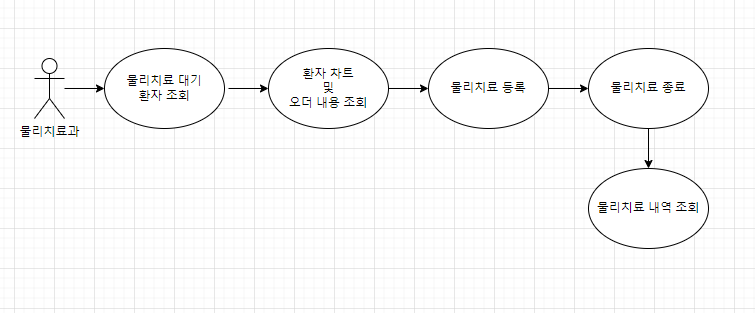 물리치료과
물리치료 대기
환자 조회
환자 차트
및
오더 내용 조회
물리치료 등록
물리치료 종료
물리치료 내역 조회